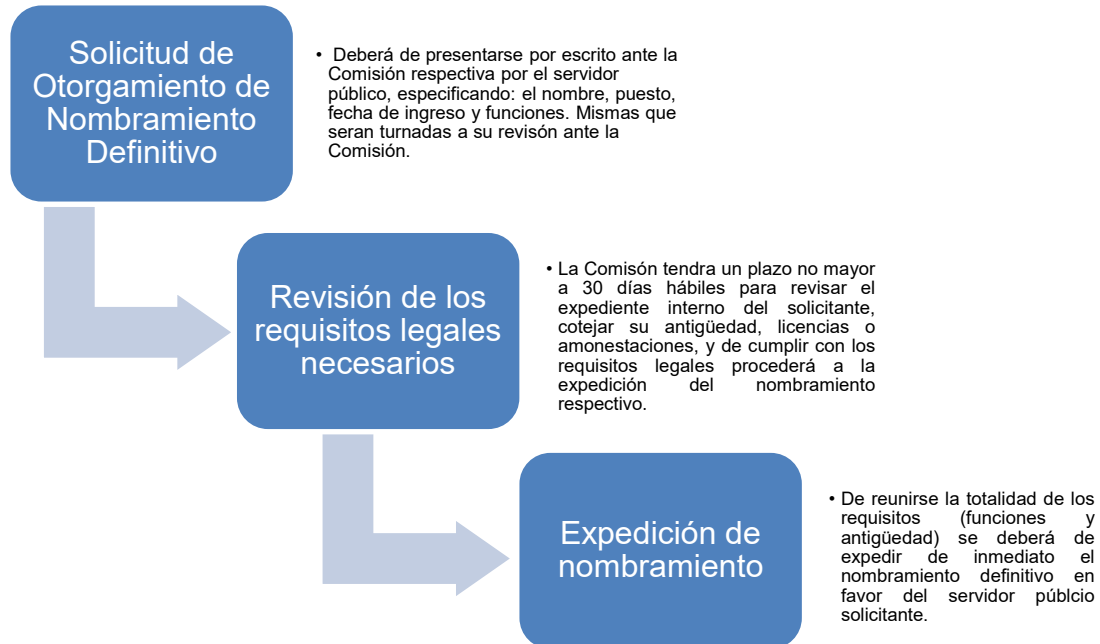 Solicitud de
Otorgamiento de
Nombramiento
Definitivo
• Deberá de presentarse por escrito ante la
Comisión respectiva por el servidor
público, especificando: el nombre, puesto,
fecha de ingreso y funciones. Mismas que
seran turnadas a su revisón ante la
Comisión.
Revisión de los
requisitos legales
necesarios
• La Comisón tendra un plazo no mayor
a 30 días hábiles para revisar el
expediente interno del solicitante,
cotejar su antigüedad, licencias o
amonestaciones, y de cumplir con los
requisitos legales procederá a la
expedición del nombramiento
respectivo.
Expedición de
nombramiento
• De reunirse la totalidad de los
requisitos (funciones y
antigüedad) se deberá de
expedir de inmediato el
nombramiento definitivo en
favor del servidor públcio
solicitante.